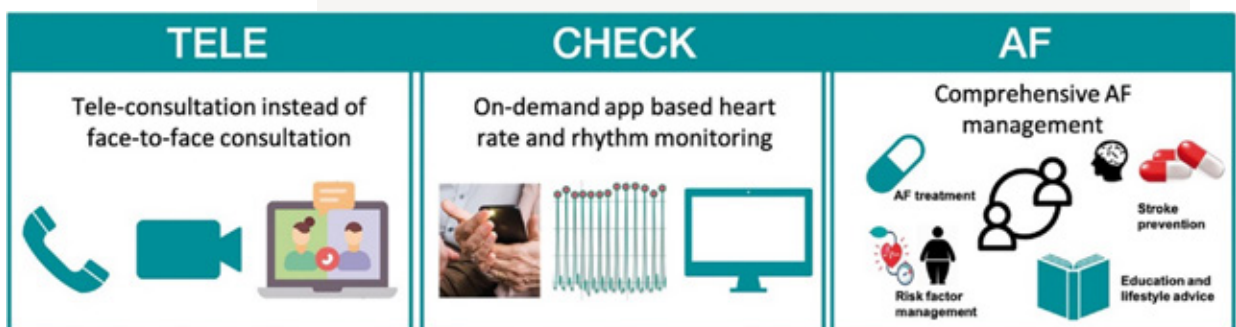 TELE
Tele-consultation instead of
face-to-face consultation
CHECK
On-demand app based heart
rate and rhythm monitoring
AF
Comprehensive AF
management
AF treatment
Stroke
prevention
Risk factor
management
Education and
lifestyle advice